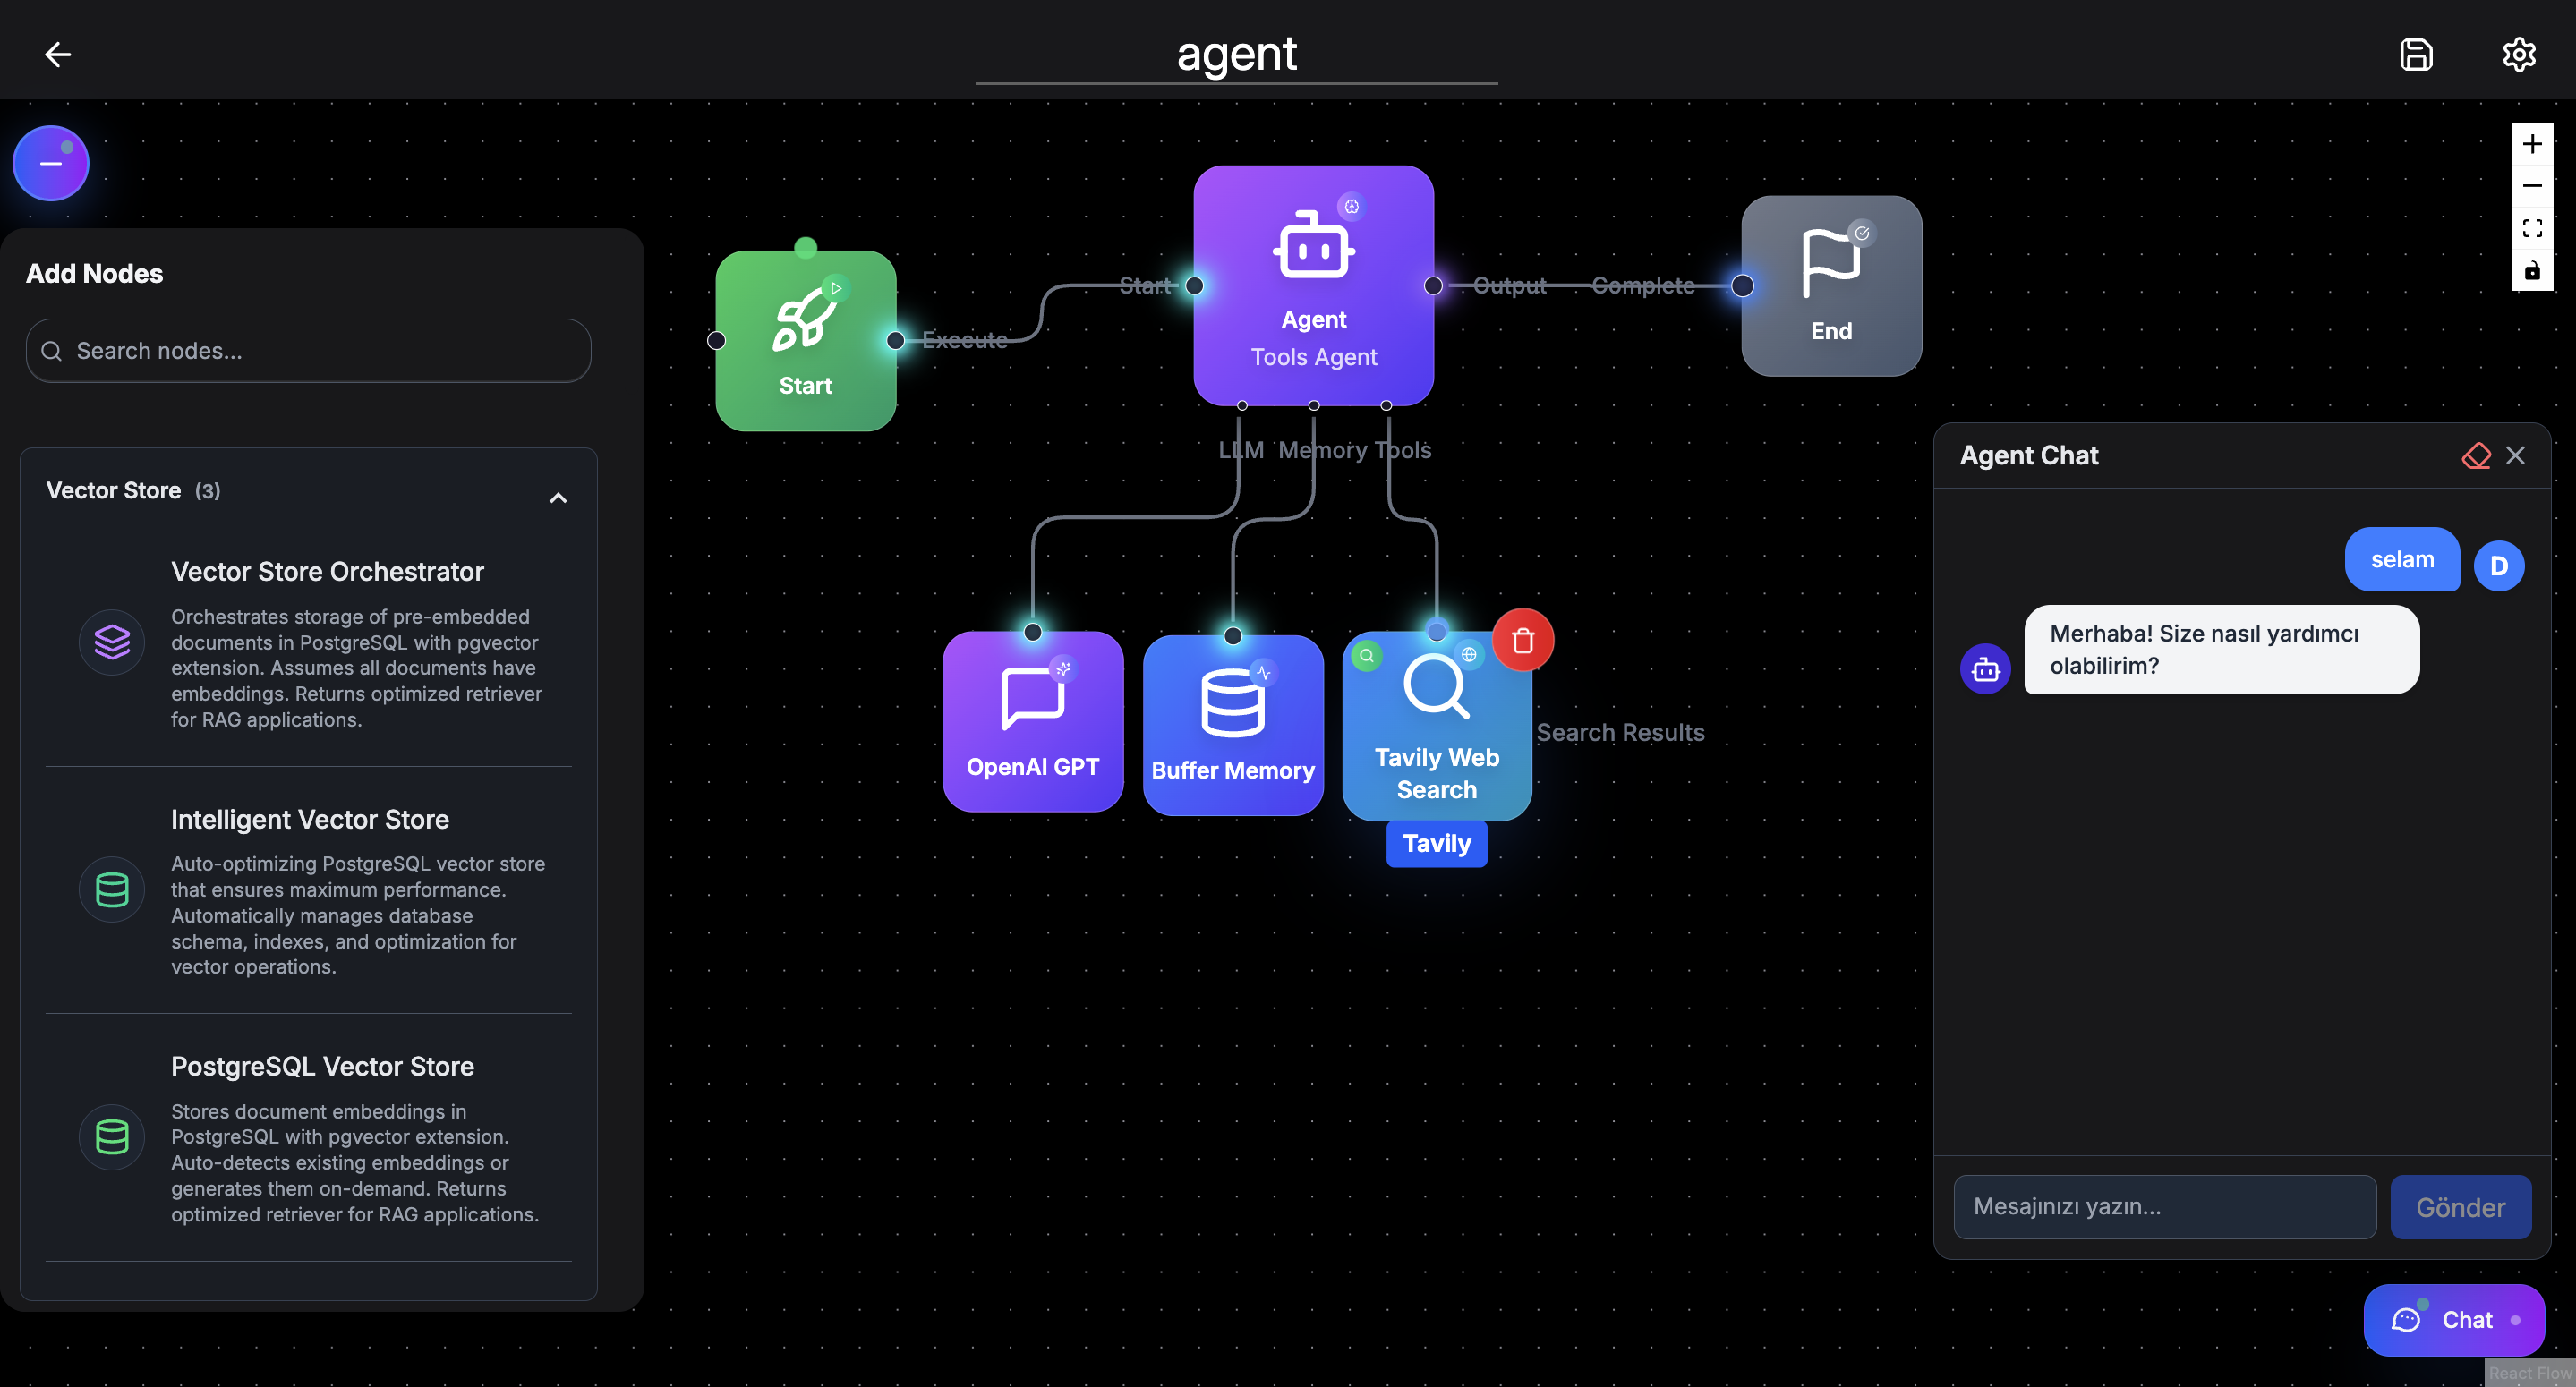 agent
Add Nodes
Search nodes...
Vector Store (3)
Vector Store Orchestrator
Orchestrates storage of pre-embedded
documents in PostgreSQL with pgvector
extension. Assumes all documents have
embeddings. Returns optimized retriever
for RAG applications.
Intelligent Vector Store
Auto-optimizing PostgreSQL vector store
that ensures maximum performance.
Automatically manages database
schema, indexes, and optimization for
vector operations.
PostgreSQL Vector Store
Stores document embeddings in
PostgreSQL with pgvector extension.
Auto-detects existing embeddings or
generates them on-demand. Returns
optimized retriever for RAG applications.
Start
Execute
Start
Agent
Tools Agent
Output
Complete
End
LLM
Memory
Tools
OpenAI GPT
Buffer Memory
Tavily Web
Search
Tavily
Search Results
Agent Chat
selam
D
Merhaba! Size nasıl yardımcı
olabilirim?
Mesajınızı yazın...
Gönder
Chat
React Flow